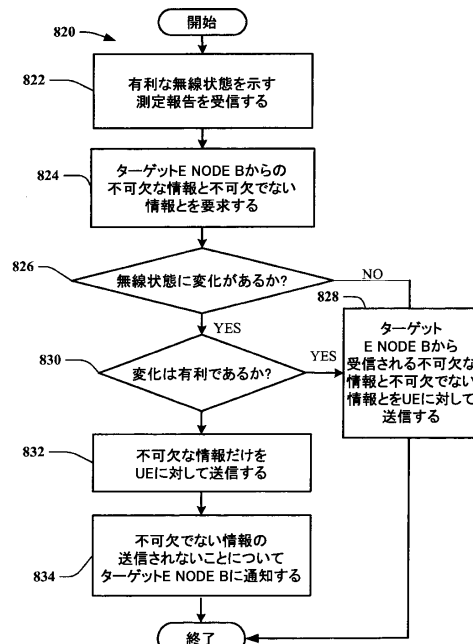 820
開始
822
有利な無線状態を示す
測定報告を受信する
824
ターゲットE NODE Bからの
不可欠な情報と不可欠でない
情報とを要求する
826
無線状態に変化があるか?
NO
828
YES
ターゲット
E NODE Bから
受信される不可欠な
情報と不可欠でない
情報とをUEに対して
送信する
830
変化は有利であるか?
YES
832
不可欠な情報だけを
UEに対して送信する
834
不可欠でない情報の
送信されないことについて
ターゲットE NODE Bに通知する
終了